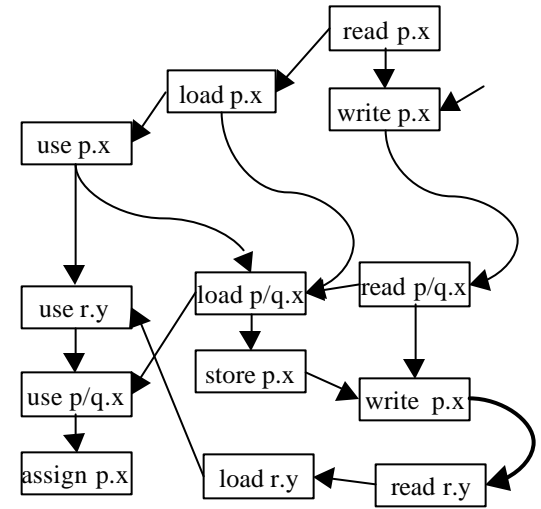 read p.x
load p.x
write p.x
use p.x
load p/q.x
read p/q.x
use r.y
store p.x
use p/q.x
write p.x
assign p.x
load r.y
read r.y